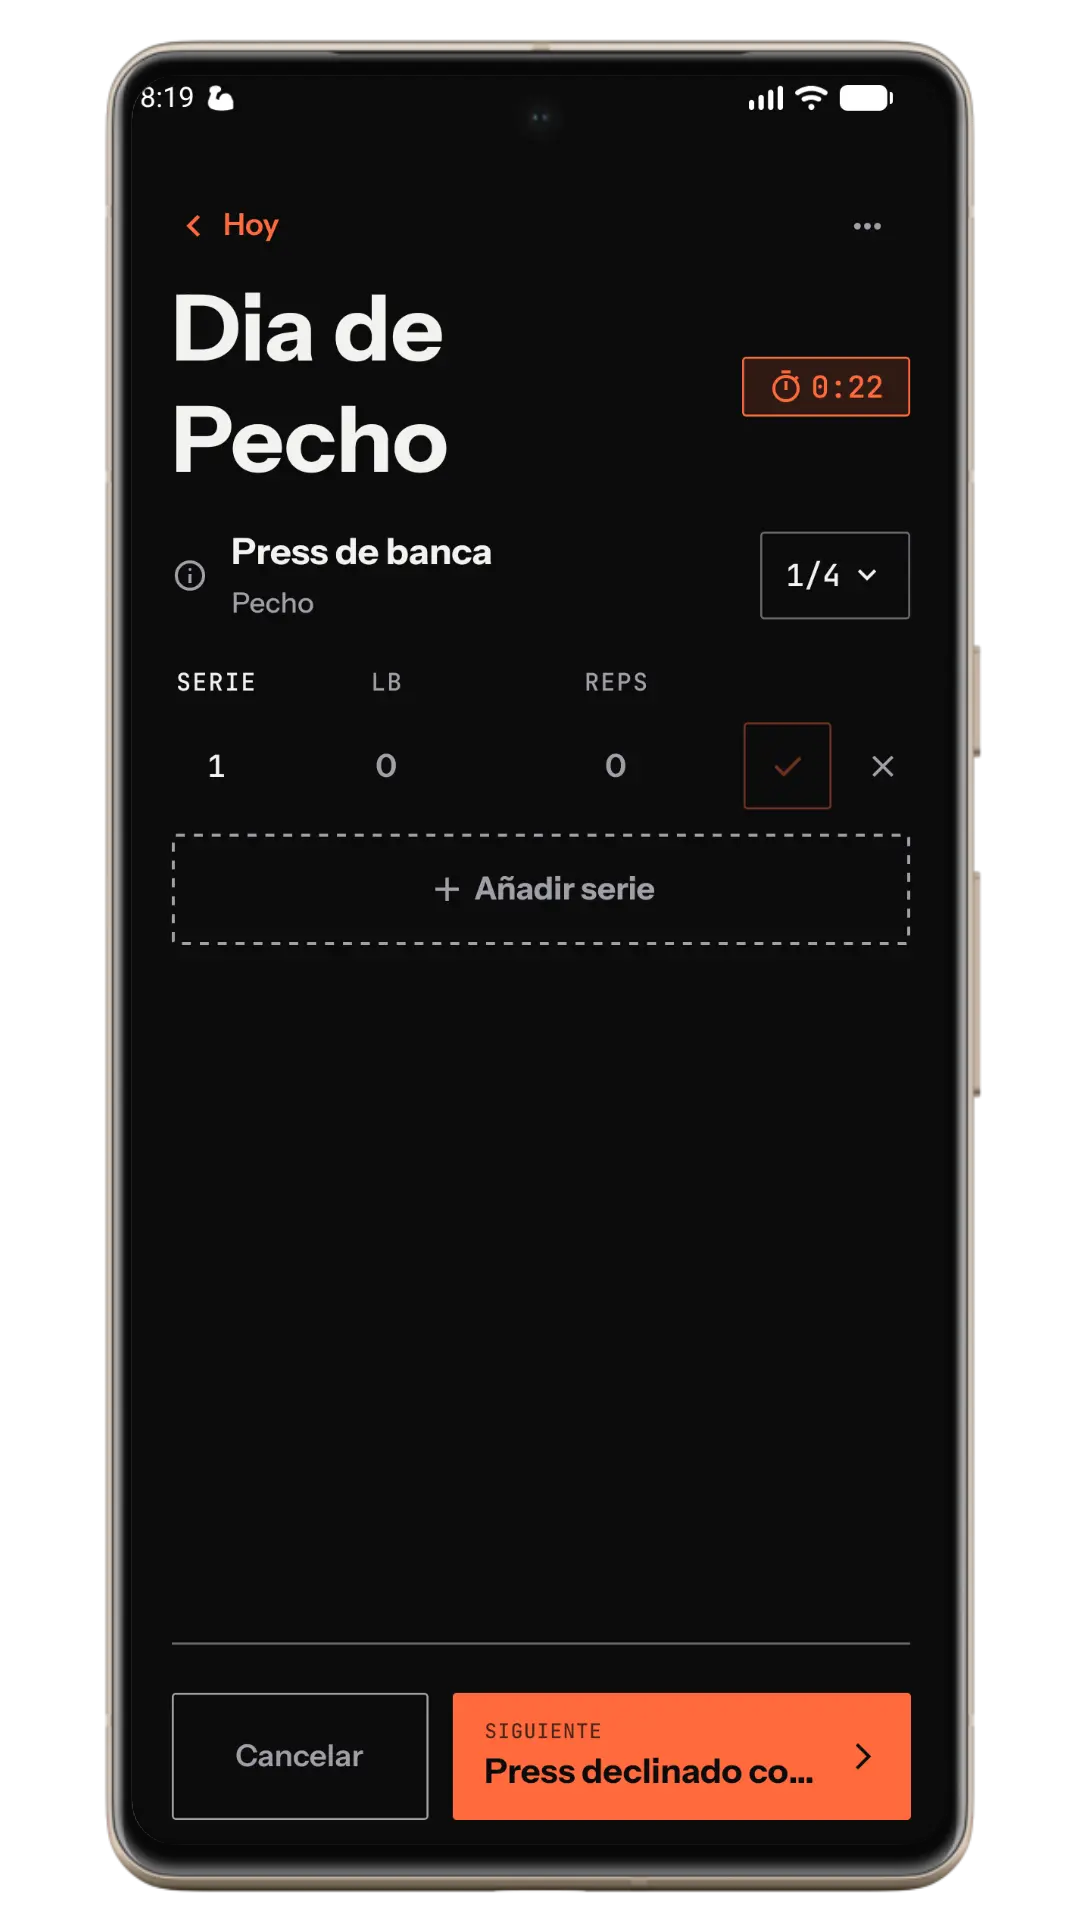 8:19
Hoy
Dia de
Pecho
0:22
Press de banca
Pecho
1/4
SERIE LB REPS
1 0 0
Añadir serie
Cancelar
SIGUIENTE
Press declinado co...